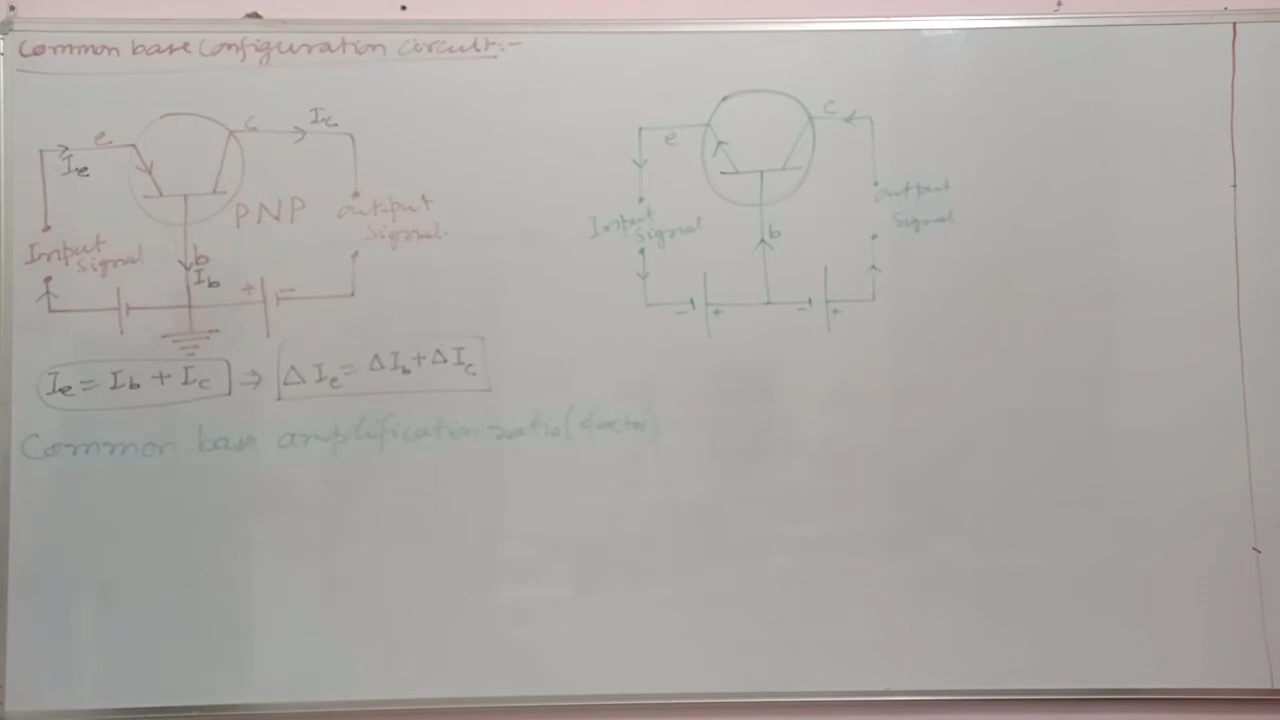 Common base Configuration circuit:-
e
Ie
c
Ic
PNP
Input
signal
output
signal.
b
Ib
+ -
Ie = Ib + Ic ⇒ ΔIe = ΔIb + ΔIc
e
c
Input
signal
output
signal
b
- + - +
Common base amplification ratio (factor)